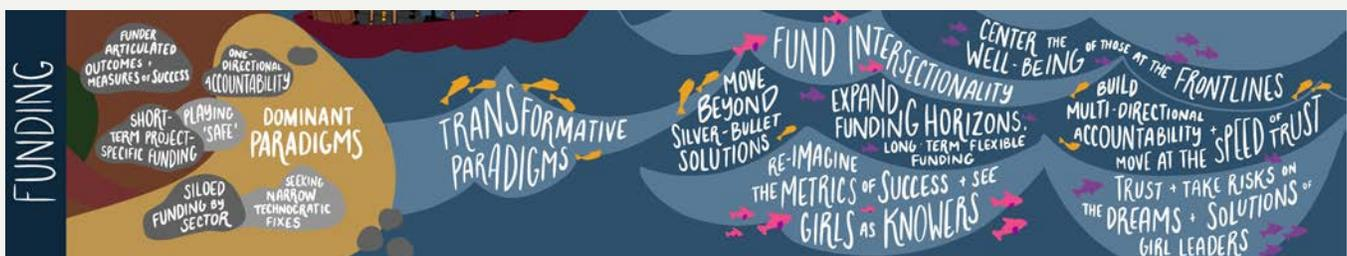 FUNDING
FUNDER
ARTICULATED
OUTCOMES +
MEASURES OF SUCCESS
ONE-
DIRECTIONAL
ACCOUNTABILITY
SHORT-
TERM PROJECT-
SPECIFIC FUNDING
PLAYING
'SAFE'
DOMINANT
PARADIGMS
SILOED
FUNDING BY
SECTOR
SEEKING
NARROW
TECHNOCRATIC
FIXES
TRANSFORMATIVE
PARADIGMS
MOVE
BEYOND
SILVER-BULLET
SOLUTIONS
FUND INTERSECTIONALITY
EXPAND
FUNDING HORIZONS.
LONG-TERM FLEXIBLE
FUNDING
RE-IMAGINE
THE METRICS OF SUCCESS + SEE
GIRLS AS KNOWERS
CENTER THE
WELL-BEING OF THOSE AT THE FRONTLINES
BUILD
MULTI-DIRECTIONAL
ACCOUNTABILITY +
MOVE AT THE SPEED OF TRUST
TRUST + TAKE RISKS ON
THE DREAMS + SOLUTIONS OF
GIRL LEADERS